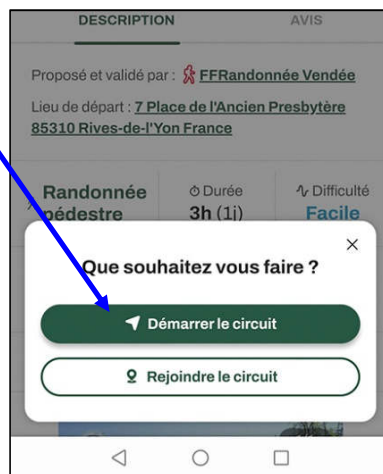 DESCRIPTION AVIS
Proposé et validé par : FFRandonnée Vendée
Lieu de départ : 7 Place de l'Ancien Presbytère
85310 Rives-de-l'Yon France
Randonnée Durée Difficulté
pédestre 3h (1j) Facile
Que souhaitez vous faire ?
Démarrer le circuit
Rejoindre le circuit